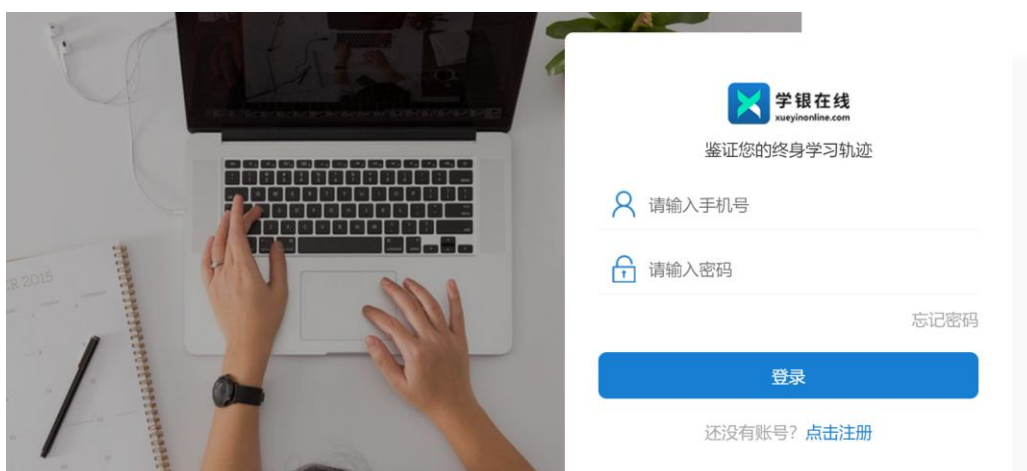 学银在线
xueyinonline.com
鉴证您的终身学习轨迹
请输入手机号
请输入密码
忘记密码
登录
还没有账号? 点击注册
ER 2015